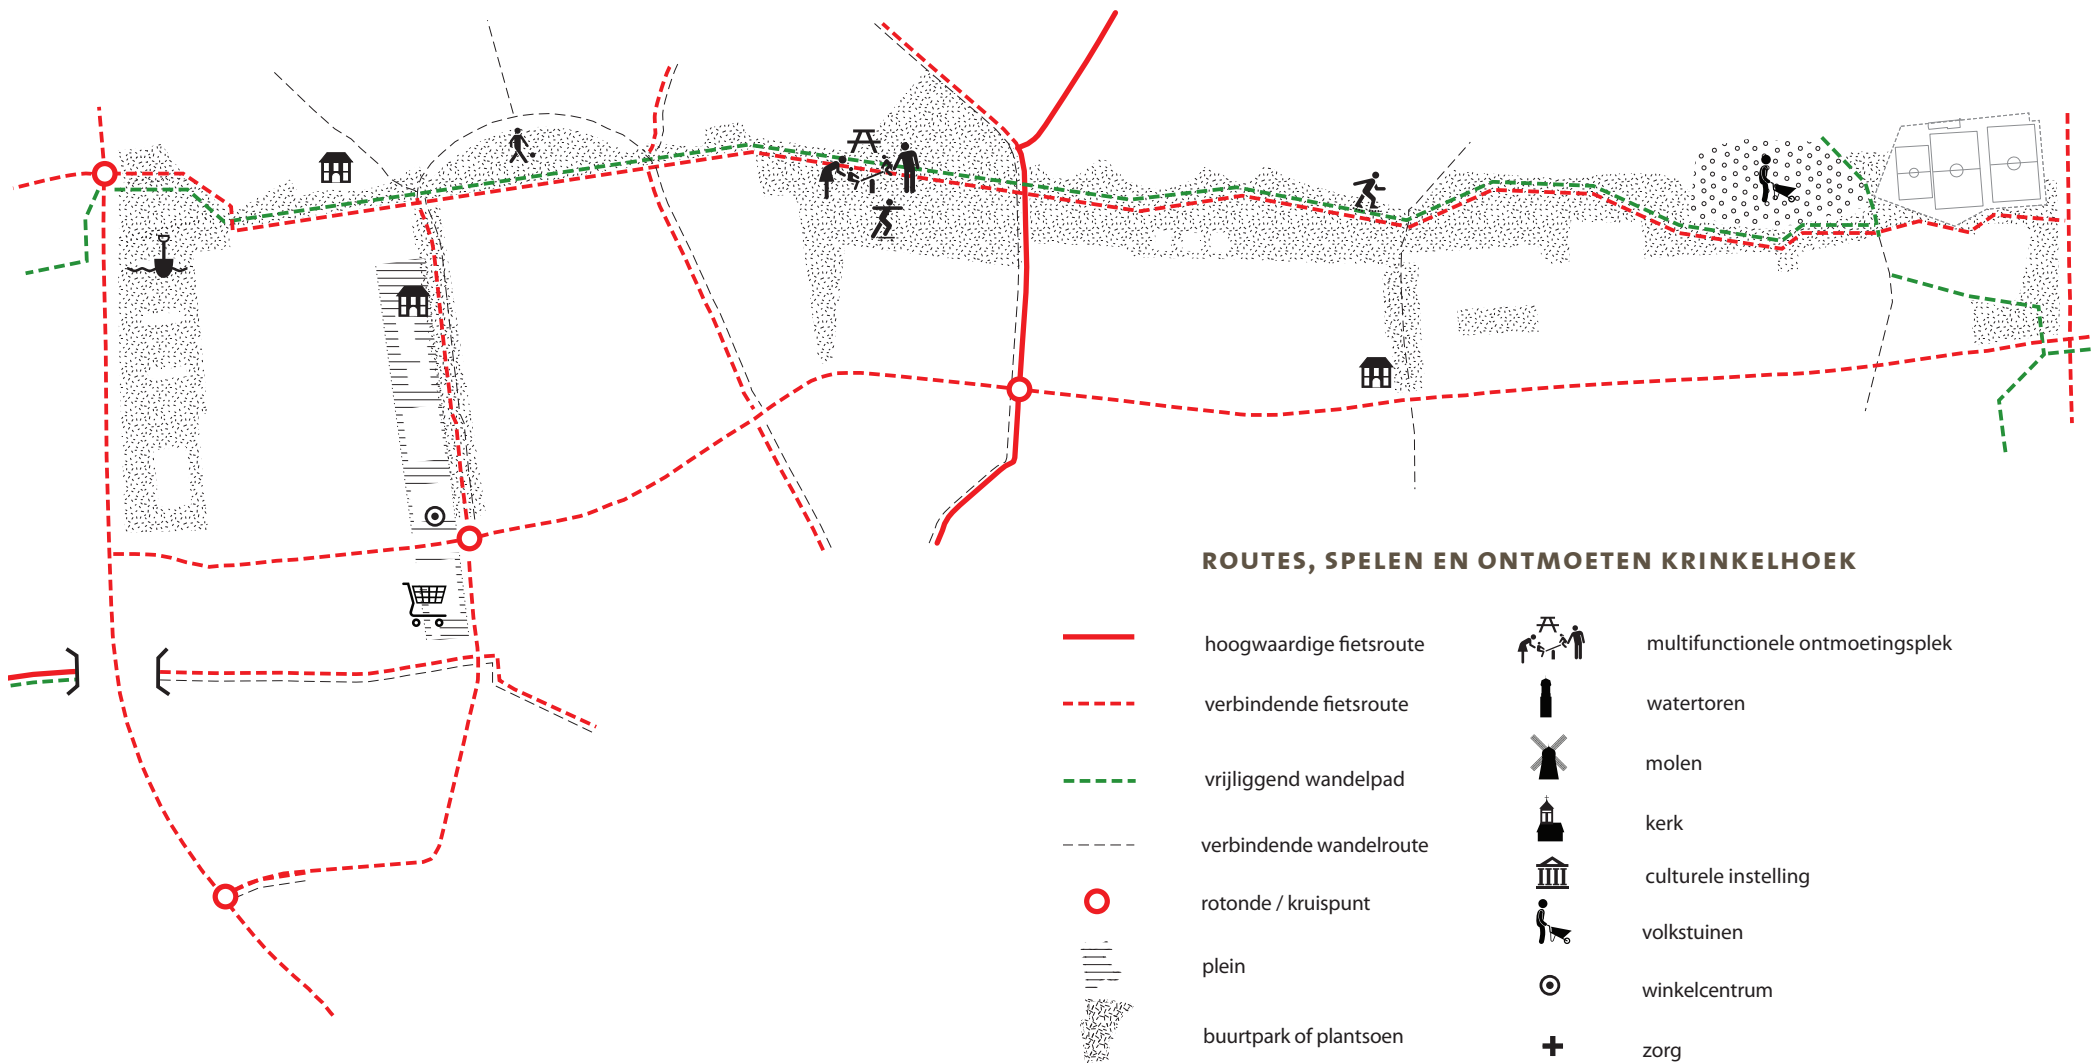 ROUTES, SPELEN EN ONTMOETEN KRINKELHOEK
hoogwaardige fietsroute
verbindende fietsroute
vrijliggend wandelpad
verbindende wandelroute
rotonde / kruispunt
plein
buurtpark of plantsoen
multifunctionele ontmoetingsplek
watertoren
molen
kerk
culturele instelling
volkstuinen
winkelcentrum
zorg